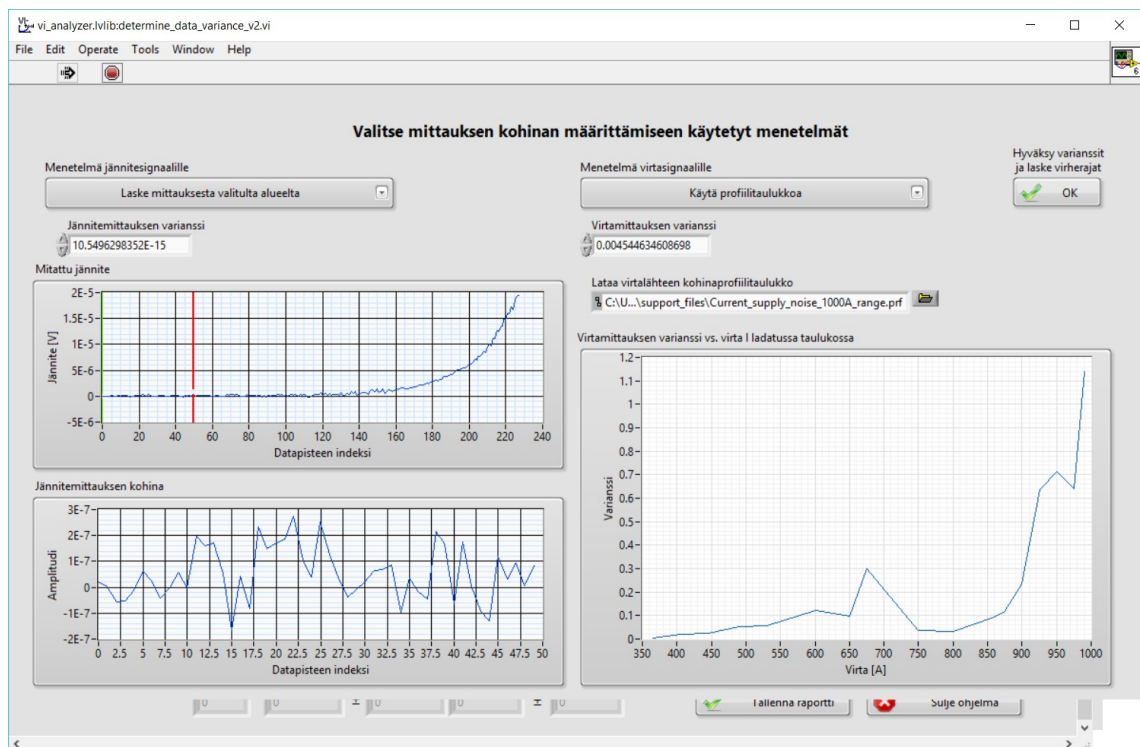 vi_analyzer.lvlib:determine_data_variance_v2.vi
File Edit Operate Tools Window Help
6
Valitse mittauksen kohinan määrittämiseen käytetyt menetelmät
Menetelmä jännitesignaalille
Laske mittauksesta valitulta alueelta
Jännitemittauksen varianssi
10.5496298352E-15
Mitattu jännite
2E-5
1.5E-5
1E-5
5E-6
0
-5E-6
Jännite [V]
0 20 40 60 80 100 120 140 160 180 200 220 240
Datapisteen indeksi
Jännitemittauksen kohina
3E-7
2E-7
1E-7
0
-1E-7
-2E-7
Amplitudi
0 2.5 5 7.5 10 12.5 15 17.5 20 22.5 25 27.5 30 32.5 35 37.5 40 42.5 45 47.5 50
Datapisteen indeksi
Menetelmä virtasignaalille
Käytä profiilitaulukkoa
Hyväksy varianssit
ja laske virherajat
OK
Virtamittauksen varianssi
0.004544634608698
Lataa virtalähteen kohinaprofiilitaulukko
C:\U...\support_files\Current_supply_noise_1000A_range.prf
Virtamittauksen varianssi vs. virta I ladatussa taulukossa
1.2
1.1
1
0.9
0.8
0.7
0.6
0.5
0.4
0.3
0.2
0.1
0
Varianssi
350 400 450 500 550 600 650 700 750 800 850 900 950 1000
Virta [A]
0 0 ± 0 0 ± 0
Tallenna raportti
Sulje ohjelma